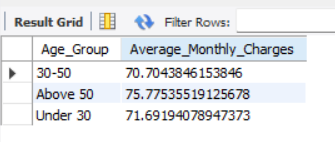 Result Grid Filter Rows:
Age_Group Average_Monthly_Charges
30-50 70.7043846153846
Above 50 75.77535519125678
Under 30 71.69194078947373